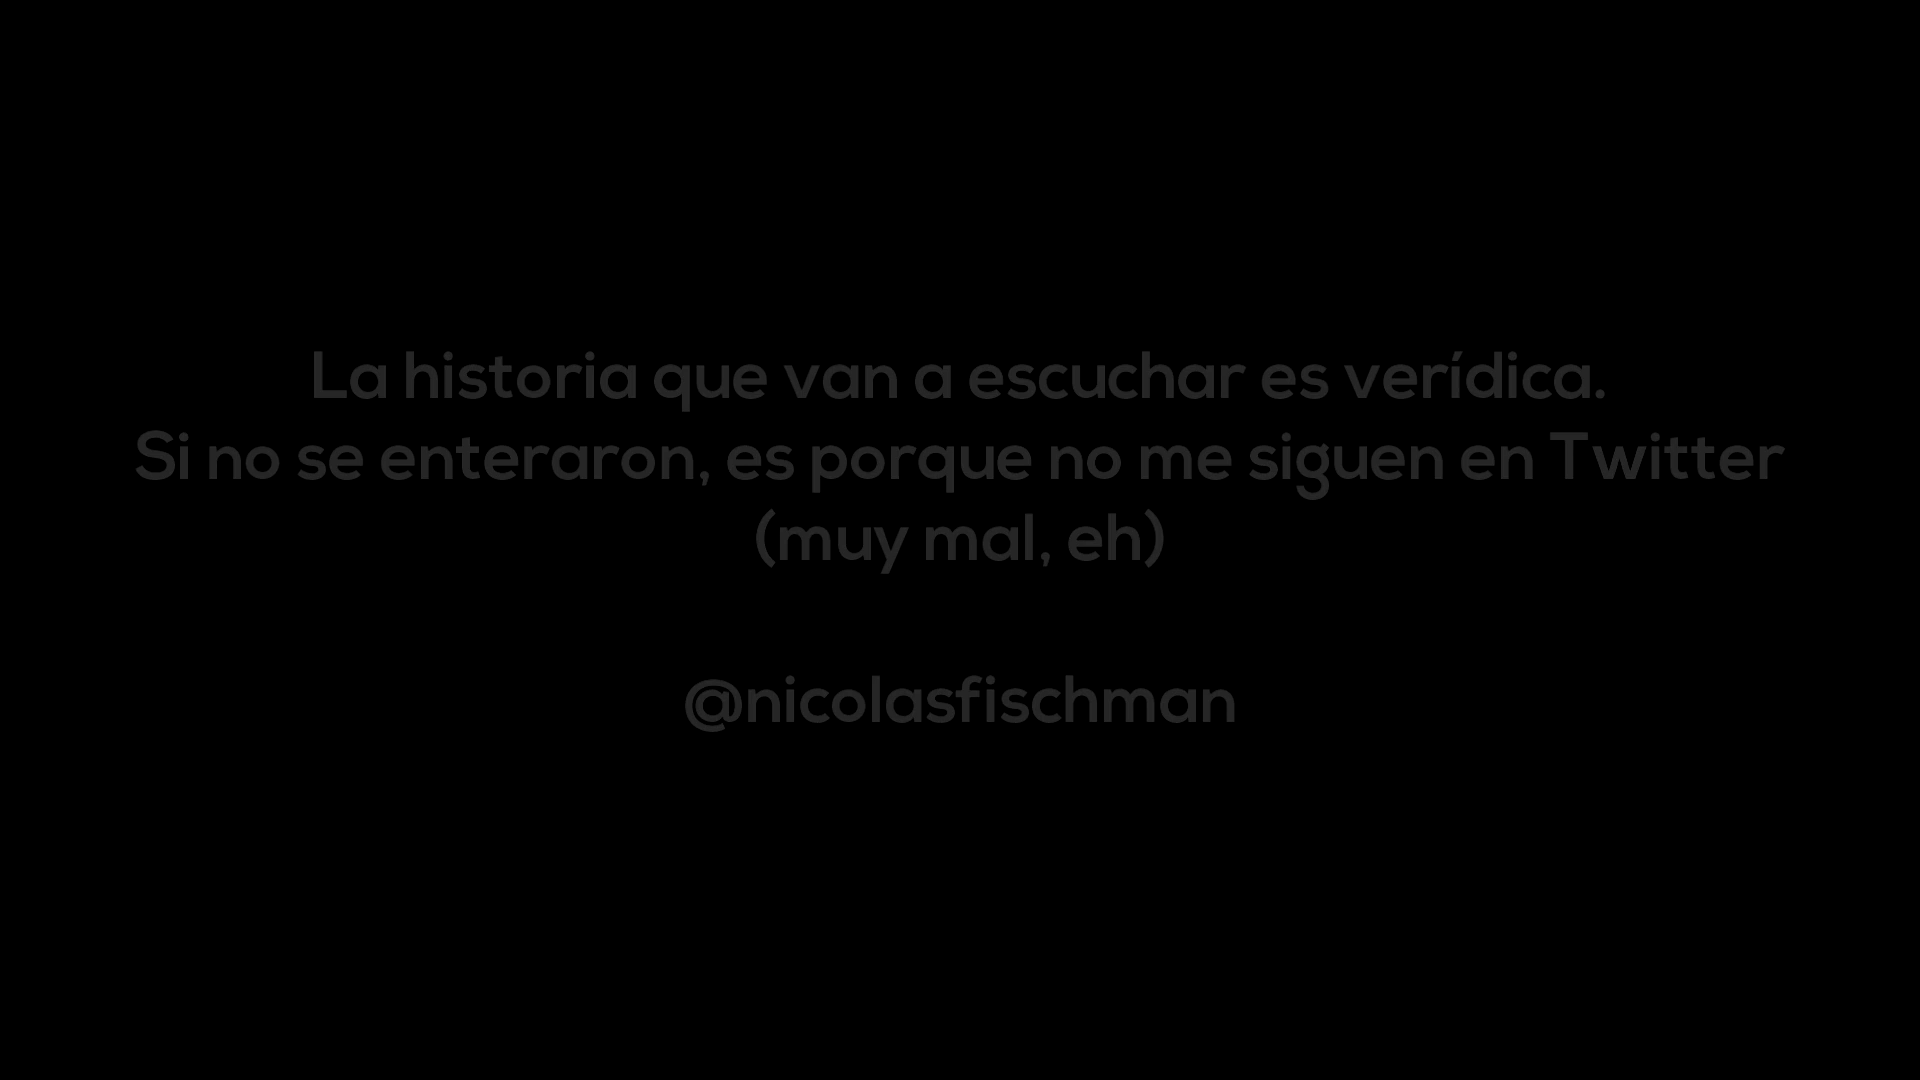 La historia que van a escuchar es verídica.
Si no se enteraron, es porque no me siguen en Twitter
(muy mal, eh)
@nicolasfischman